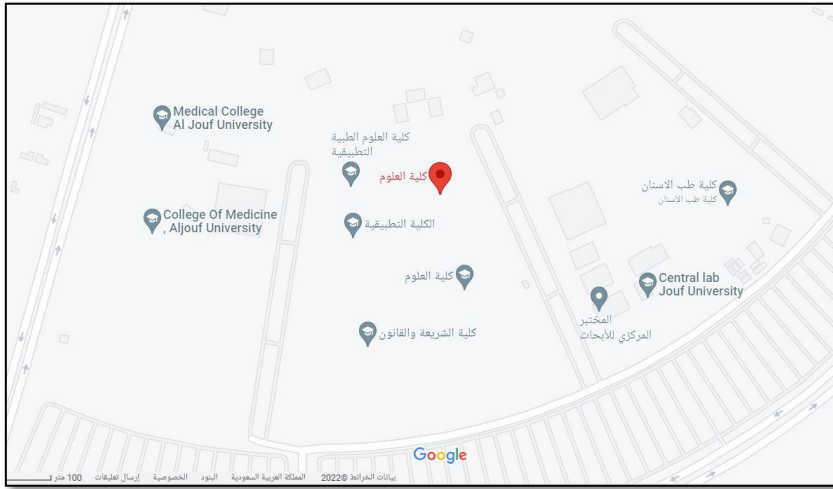 Medical College
Al Jouf University
كلية العلوم الطبية
التطبيقية
كلية العلوم
كلية طب الاسنان
كلية طب الأسنان
College Of Medicine
, Aljouf University
الكلية التطبيقية
كلية العلوم
Central lab
Jouf University
المختبر
المركزي للأبحاث
كلية الشريعة والقانون
Google
بيانات الخرائط ©2022 المملكة العربية السعودية البنود الخصوصية إرسال تعليقات 100 متر